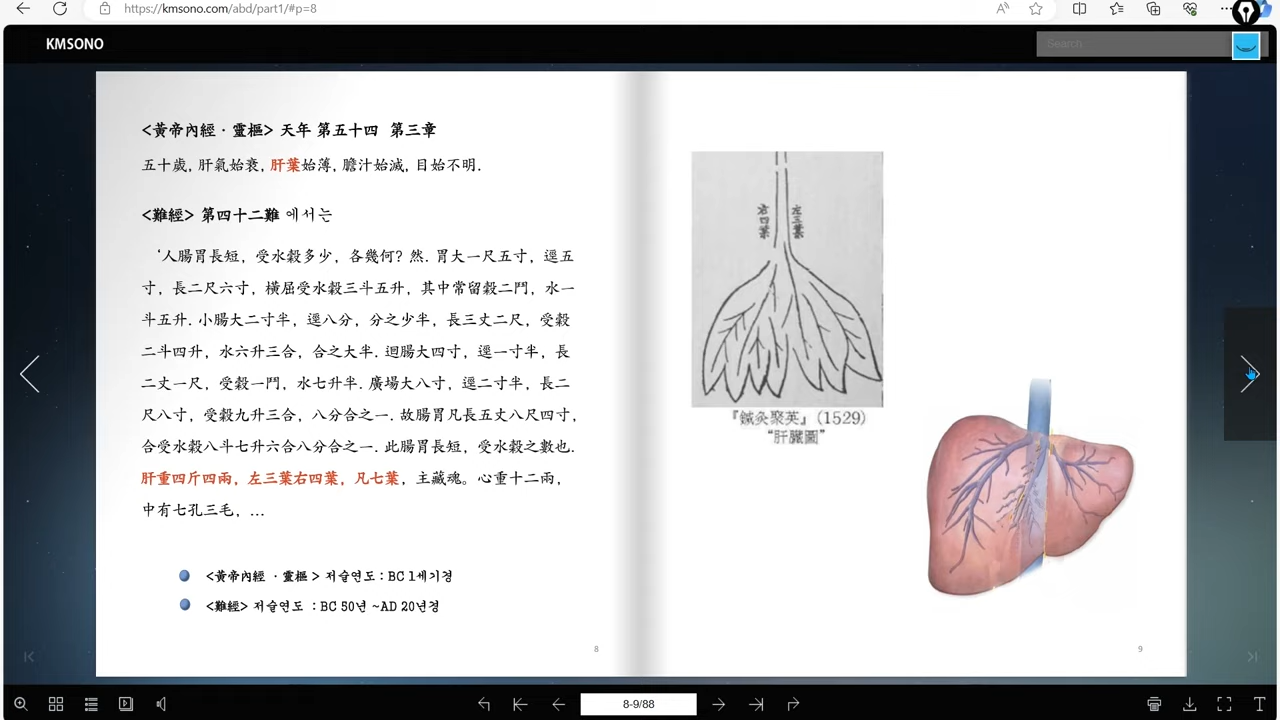 https://kmsono.com/abd/part1/#p=8
KMSONO
Search
<黃帝內經 · 靈樞> 天年 第五十四 第三章
五十歲, 肝氣始衰, 肝葉始薄, 膽汁始減, 目始不明.
<難經> 第四十二難 에서는
‘人腸胃長短, 受水穀多少, 各幾何? 然. 胃大一尺五寸, 逕五
寸, 長二尺六寸, 橫屈受水穀三斗五升, 其中常留穀二鬥, 水一
斗五升. 小腸大二寸半, 逕八分, 分之少半, 長三丈二尺, 受穀
二斗四升, 水六升三合, 合之大半. 迴腸大四寸, 逕一寸半, 長
二丈一尺, 受穀一鬥, 水七升半. 廣場大八寸, 逕二寸半, 長二
尺八寸, 受穀九升三合, 八分合之一. 故腸胃凡長五丈八尺四寸,
合受水穀八斗七升六合八分合之一. 此腸胃長短, 受水穀之數也.
肝重四斤四兩, 左三葉右四葉, 凡七葉, 主藏魂。心重十二兩,
中有七孔三毛, ...
<黃帝內經 · 靈樞 > 저술연도 : BC 1세기경
<難經> 저술연도 : BC 50년 ~AD 20년경
8
右四葉
左三葉
『鍼灸聚英』(1529)
“肝臟圖”
9
8-9/88